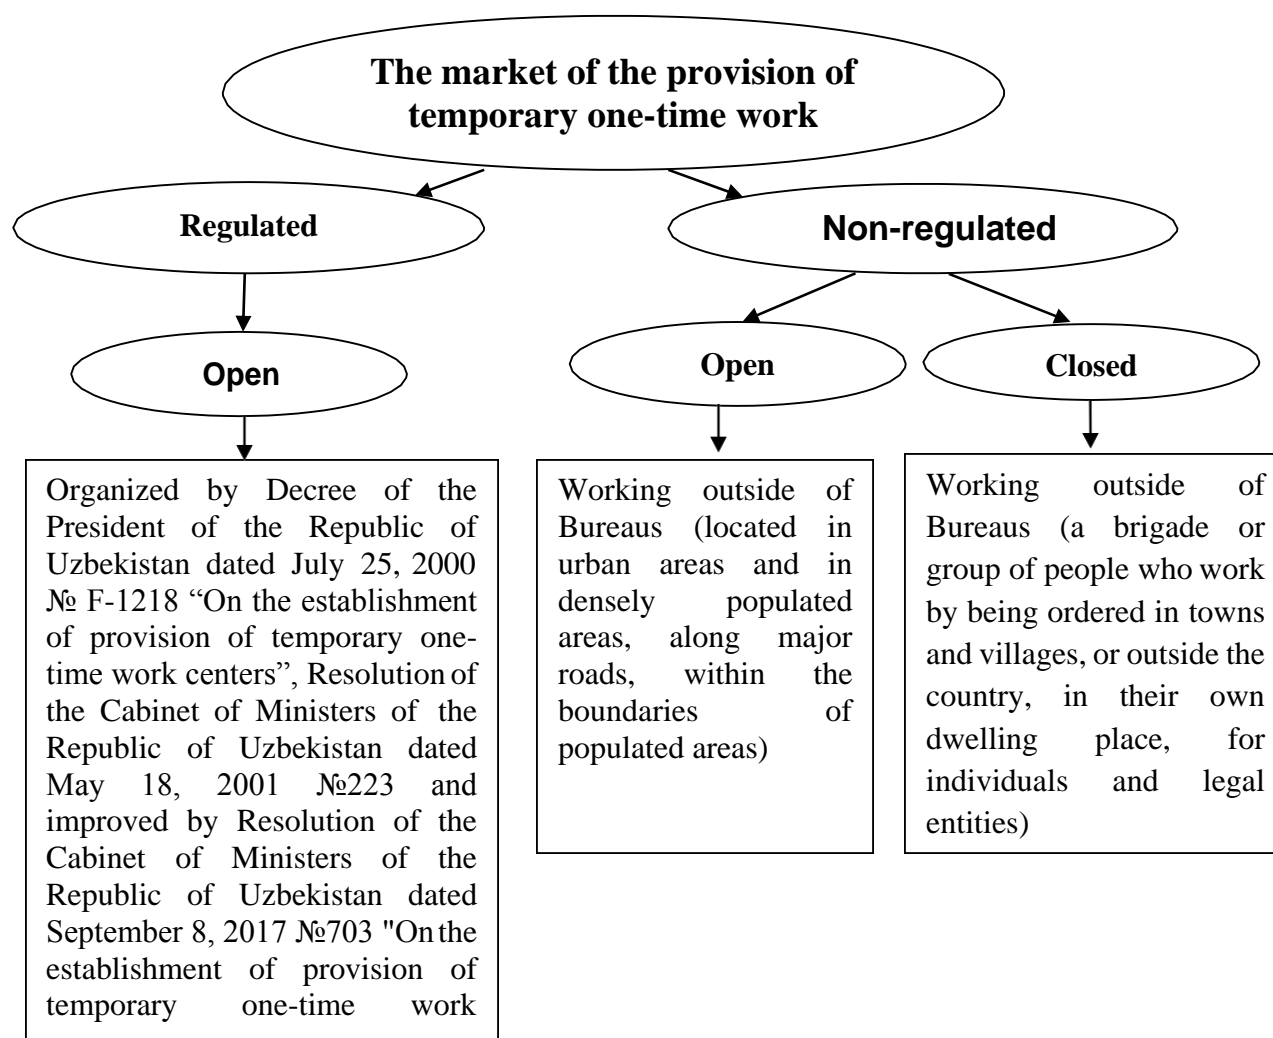 The market of the provision of
temporary one-time work
Regulated
Non-regulated
Open
Open
Closed
Organized by Decree of the
President of the Republic of
Uzbekistan dated July 25, 2000
№ F-1218 “On the establishment
of provision of temporary one-
time work centers”, Resolution of
the Cabinet of Ministers of the
Republic of Uzbekistan dated
May 18, 2001 №223 and
improved by Resolution of the
Cabinet of Ministers of the
Republic of Uzbekistan dated
September 8, 2017 №703 "On the
establishment of provision of
temporary one-time work
Working outside of
Bureaus (located in
urban areas and in
densely populated
areas, along major
roads, within the
boundaries of
populated areas)
Working outside of
Bureaus (a brigade or
group of people who work
by being ordered in towns
and villages, or outside the
country, in their own
dwelling place, for
individuals and legal
entities)